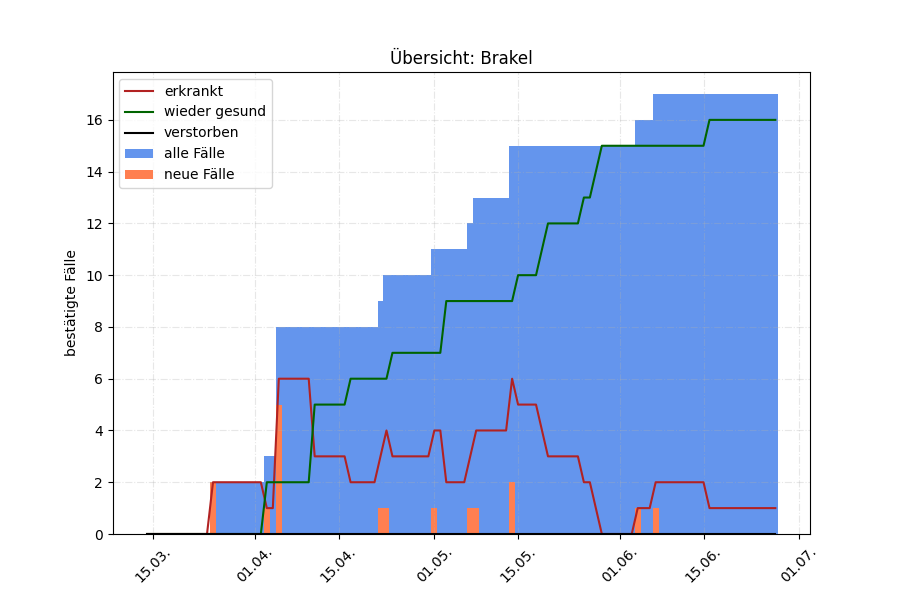 Übersicht: Brakel
erkrankt
wieder gesund
verstorben
alle Fälle
neue Fälle
bestätigte Fälle
16
14
12
10
8
6
4
2
0
15.03.
01.04.
15.04.
01.05.
15.05.
01.06.
15.06.
01.07.